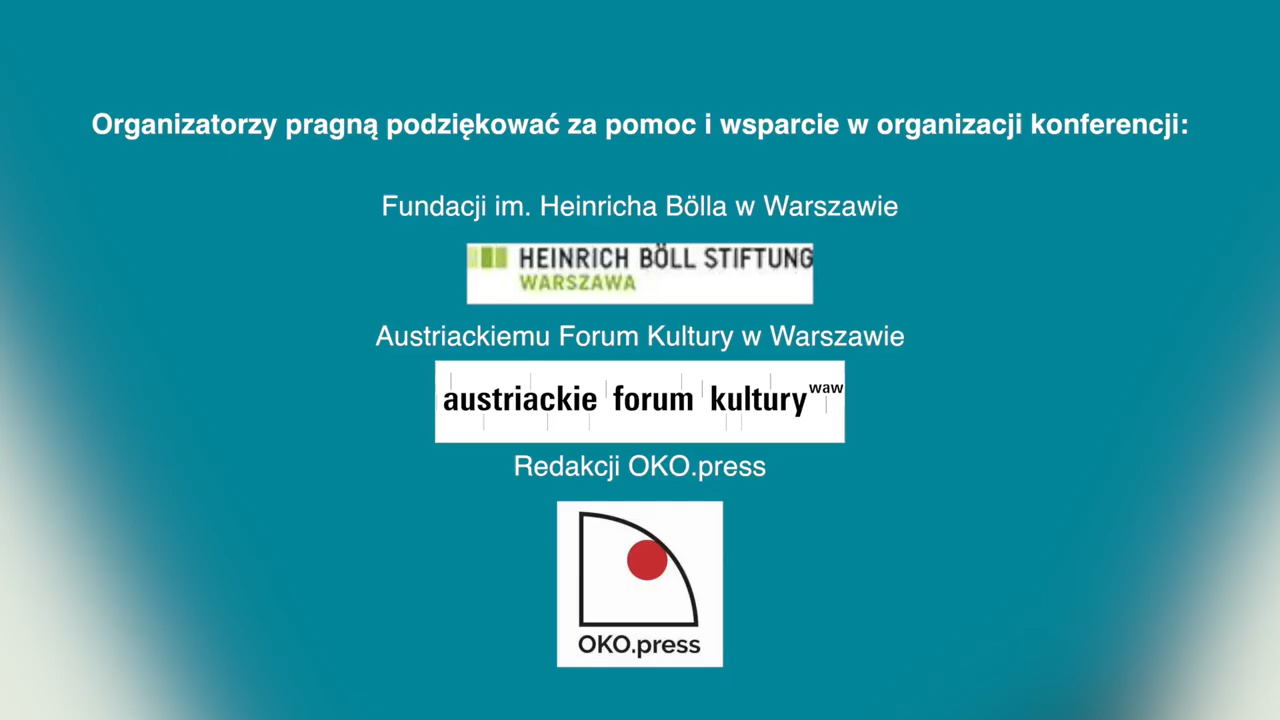 Organizatorzy pragną podziękować za pomoc i wsparcie w organizacji konferencji:
Fundacji im. Heinricha Bölla w Warszawie
HEINRICH BÖLL STIFTUNG
WARSZAWA
Austriackiemu Forum Kultury w Warszawie
austriackie forum kultury waw
Redakcji OKO.press
OKO.press